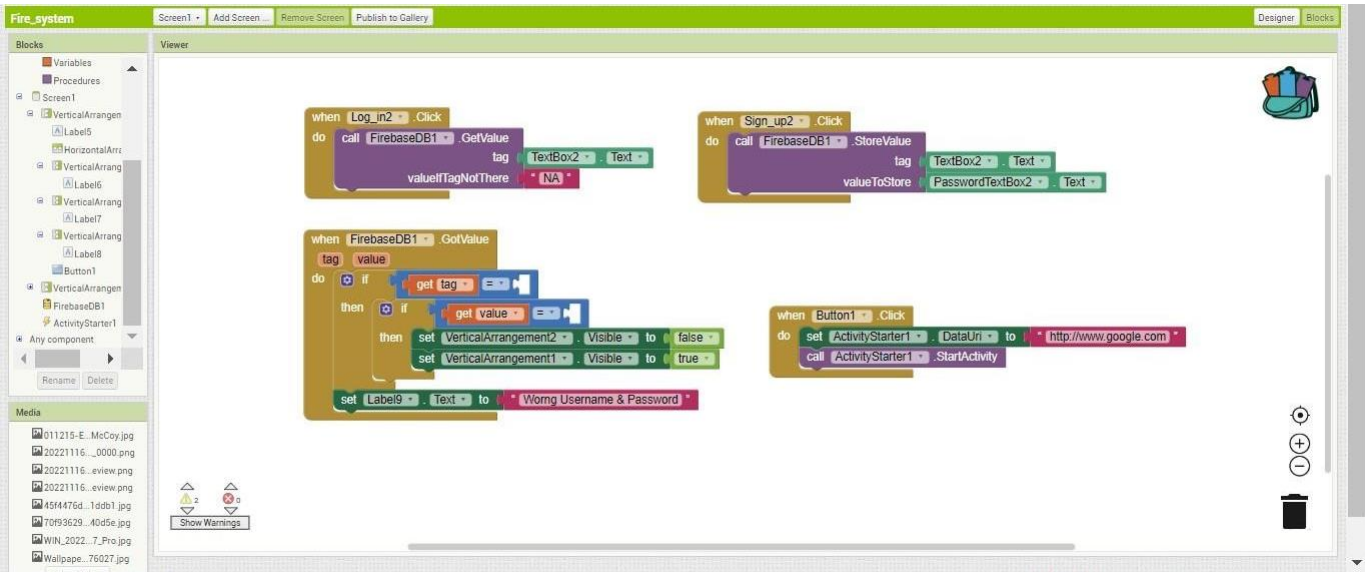 Fire_system
Screen1 Add Screen ... Remove Screen Publish to Gallery
Designer Blocks
Blocks
Variables
Procedures
Screen1
VerticalArrangen
Label5
HorizontalArra
VerticalArrang
Label6
VerticalArrang
Label7
VerticalArrang
Label8
Button1
VerticalArrangen
FirebaseDB1
ActivityStarter1
Any component
Rename Delete
Media
011215-E...McCoy.jpg
20221116..._0000.png
20221116...eview.png
20221116...eview.png
45f4476d...1ddb1.jpg
70f93629...40d5e.jpg
WIN_2022...7_Pro.jpg
Wallpape...76027.jpg
Viewer
when Log_in2 .Click
do call FirebaseDB1 .GetValue
tag TextBox2 . Text
valueIfTagNotThere " NA "
when Sign_up2 .Click
do call FirebaseDB1 .StoreValue
tag TextBox2 . Text
valueToStore PasswordTextBox2 . Text
when FirebaseDB1 .GotValue
tag value
do if get tag =
then if get value =
then set VerticalArrangement2 . Visible to false
set VerticalArrangement1 . Visible to true
set Label9 . Text to " Worng Username & Password "
when Button1 .Click
do set ActivityStarter1 . DataUri to " http://www.google.com "
call ActivityStarter1 .StartActivity
2 0
Show Warnings